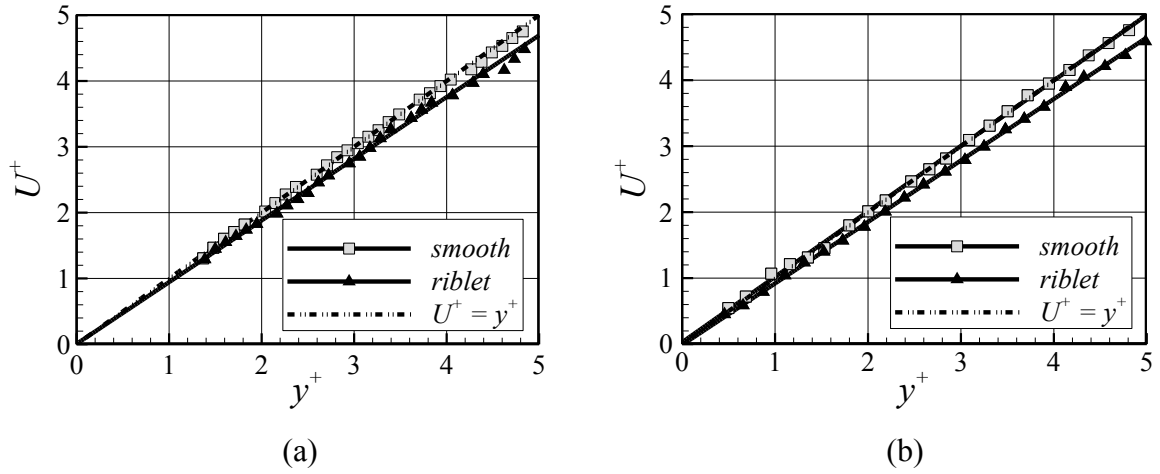 5
4
3
2
1
0
U⁺
0 1 2 3 4 5
y⁺
smooth
riblet
U⁺ = y⁺
(a)
5
4
3
2
1
0
U⁺
0 1 2 3 4 5
y⁺
smooth
riblet
U⁺ = y⁺
(b)